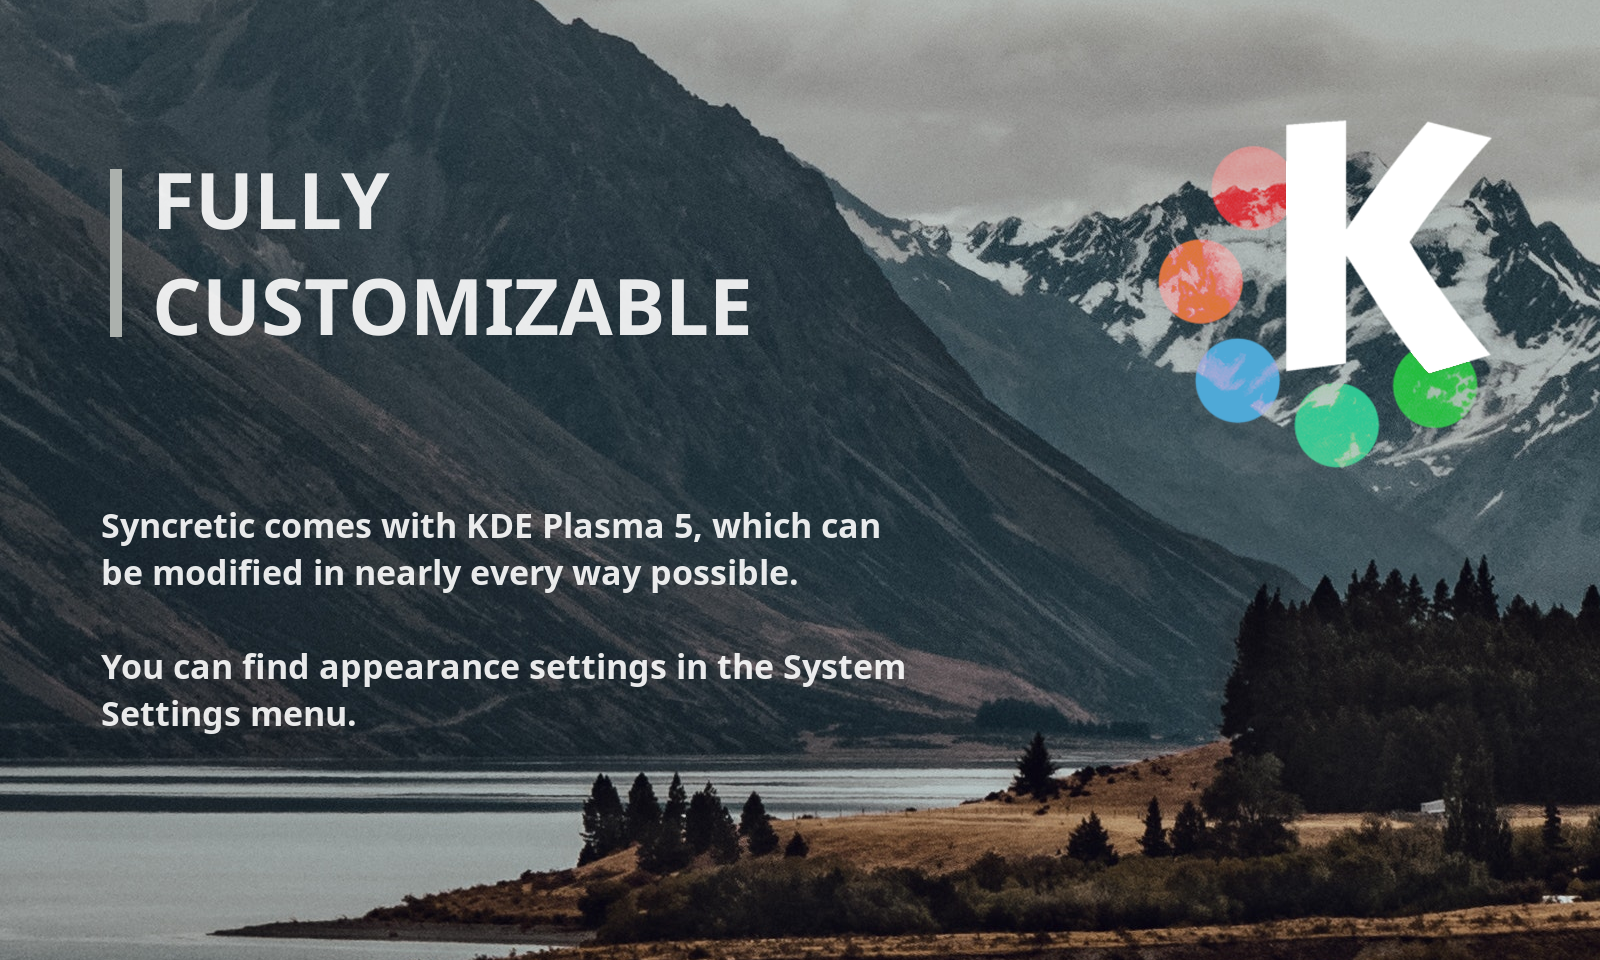 FULLY
CUSTOMIZABLE
K
Syncretic comes with KDE Plasma 5, which can
be modified in nearly every way possible.
You can find appearance settings in the System
Settings menu.